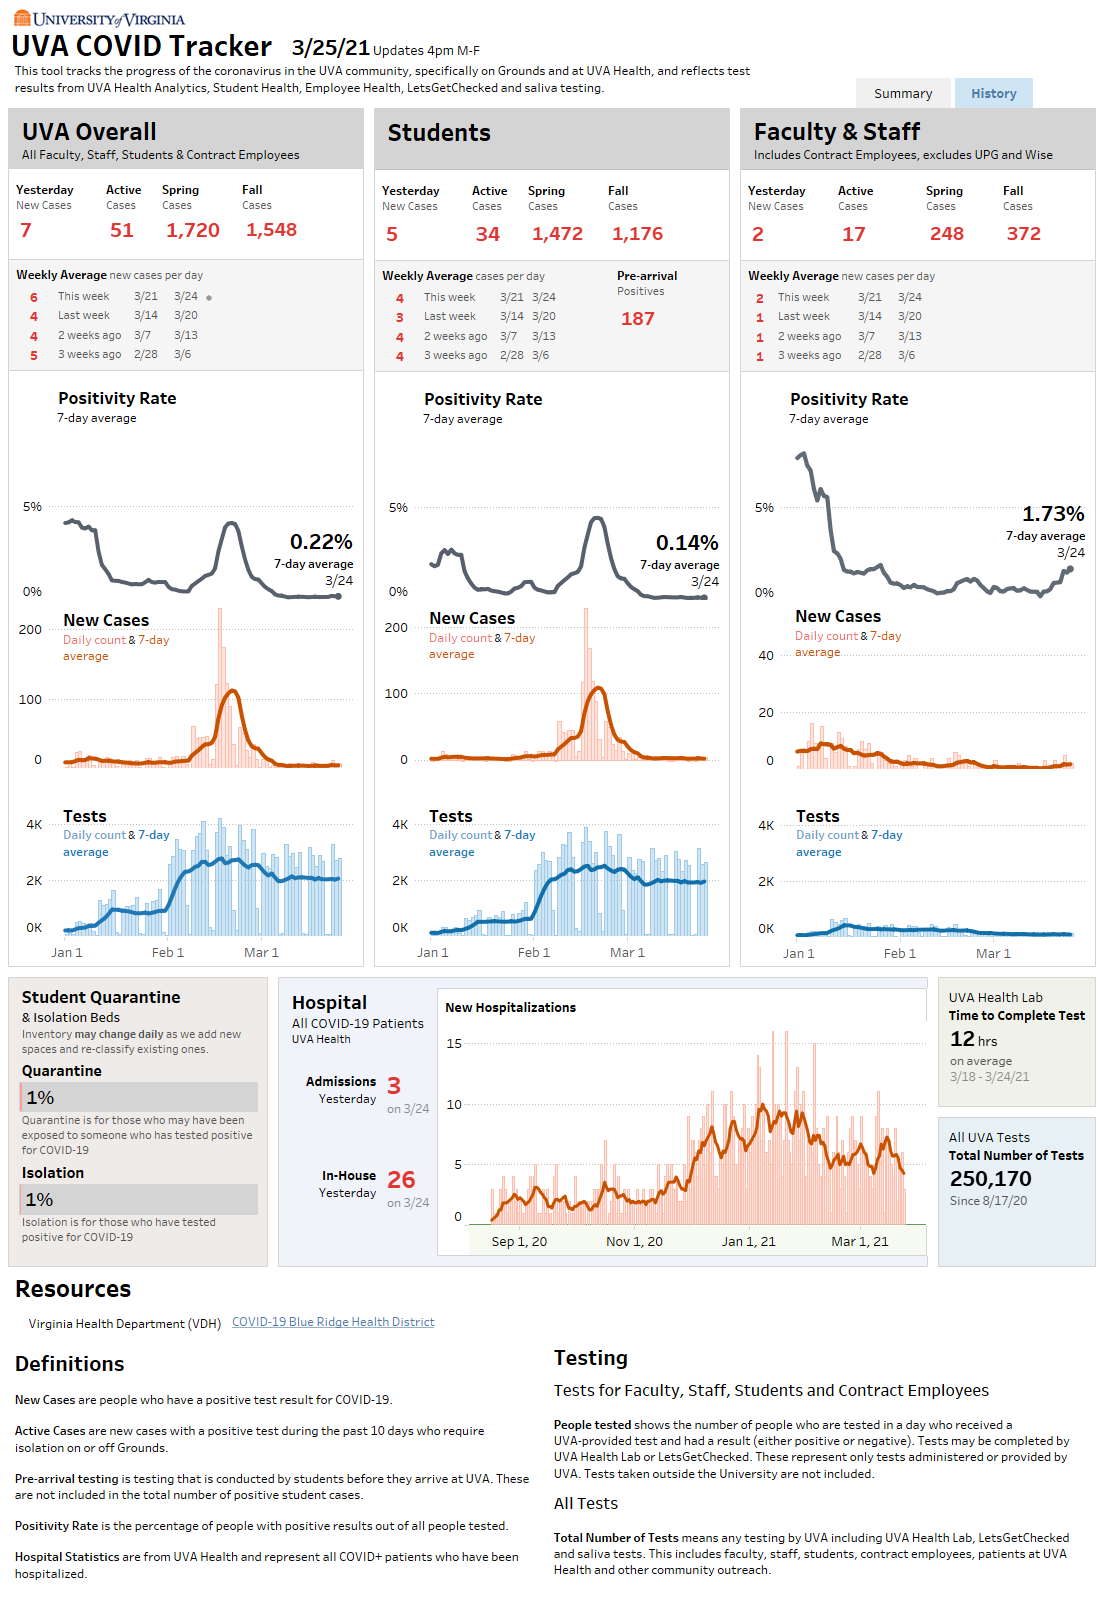 UNIVERSITY of VIRGINIA
UVA COVID Tracker 3/25/21 Updates 4pm M-F
This tool tracks the progress of the coronavirus in the UVA community, specifically on Grounds and at UVA Health, and reflects test
results from UVA Health Analytics, Student Health, Employee Health, LetsGetChecked and saliva testing.
Summary History
UVA Overall
All Faculty, Staff, Students & Contract Employees
Yesterday Active Spring Fall
New Cases Cases Cases Cases
7 51 1,720 1,548
Weekly Average new cases per day
6 This week 3/21 3/24
4 Last week 3/14 3/20
4 2 weeks ago 3/7 3/13
5 3 weeks ago 2/28 3/6
Positivity Rate
7-day average
5%
0.22%
7-day average
3/24
0%
New Cases
200
Daily count & 7-day
average
100
0
Tests
4K
Daily count & 7-day
average
2K
0K
Jan 1 Feb 1 Mar 1
Students
Yesterday Active Spring Fall
New Cases Cases Cases Cases
5 34 1,472 1,176
Weekly Average cases per day
4 This week 3/21 3/24
3 Last week 3/14 3/20
4 2 weeks ago 3/7 3/13
4 3 weeks ago 2/28 3/6
Pre-arrival
Positives
187
Positivity Rate
7-day average
5%
0.14%
7-day average
3/24
0%
New Cases
200
Daily count & 7-day
average
100
0
Tests
4K
Daily count & 7-day
average
2K
0K
Jan 1 Feb 1 Mar 1
Faculty & Staff
Includes Contract Employees, excludes UPG and Wise
Yesterday Active Spring Fall
New Cases Cases Cases Cases
2 17 248 372
Weekly Average new cases per day
2 This week 3/21 3/24
1 Last week 3/14 3/20
1 2 weeks ago 3/7 3/13
1 3 weeks ago 2/28 3/6
Positivity Rate
7-day average
5%
1.73%
7-day average
3/24
0%
New Cases
Daily count & 7-day
average
40
20
0
Tests
4K
Daily count & 7-day
average
2K
0K
Jan 1 Feb 1 Mar 1
Student Quarantine
& Isolation Beds
Inventory may change daily as we add new
spaces and re-classify existing ones.
Quarantine
1%
Quarantine is for those who may have been
exposed to someone who has tested positive
for COVID-19
Isolation
1%
Isolation is for those who have tested
positive for COVID-19
Hospital
All COVID-19 Patients
UVA Health
Admissions
Yesterday
3
on 3/24
In-House
Yesterday
26
on 3/24
New Hospitalizations
15
10
5
0
Sep 1, 20 Nov 1, 20 Jan 1, 21 Mar 1, 21
UVA Health Lab
Time to Complete Test
12 hrs
on average
3/18 - 3/24/21
All UVA Tests
Total Number of Tests
250,170
Since 8/17/20
Resources
Virginia Health Department (VDH) COVID-19 Blue Ridge Health District
Definitions
New Cases are people who have a positive test result for COVID-19.
Active Cases are new cases with a positive test during the past 10 days who require
isolation on or off Grounds.
Pre-arrival testing is testing that is conducted by students before they arrive at UVA. These
are not included in the total number of positive student cases.
Positivity Rate is the percentage of people with positive results out of all people tested.
Hospital Statistics are from UVA Health and represent all COVID+ patients who have been
hospitalized.
Testing
Tests for Faculty, Staff, Students and Contract Employees
People tested shows the number of people who are tested in a day who received a
UVA-provided test and had a result (either positive or negative). Tests may be completed by
UVA Health Lab or LetsGetChecked. These represent only tests administered or provided by
UVA. Tests taken outside the University are not included.
All Tests
Total Number of Tests means any testing by UVA including UVA Health Lab, LetsGetChecked
and saliva tests. This includes faculty, staff, students, contract employees, patients at UVA
Health and other community outreach.